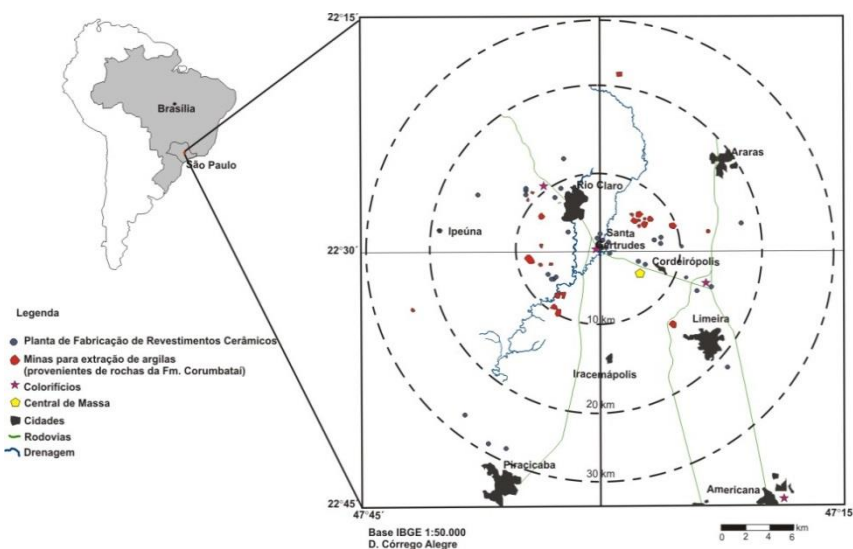 Brasília
São Paulo
Legenda
Planta de Fabricação de Revestimentos Cerâmicos
Minas para extração de argilas
(provenientes de rochas da Fm. Corumbataí)
Colorifícios
Central de Massa
Cidades
Rodovias
Drenagem
22°15'
Araras
Rio Claro
Ipeúna
Santa
Gertrudes
22°30'
Cordeirópolis
10 km
Limeira
Iracemápolis
20 km
Piracicaba
30 km
Americana
22°45'
47°45'
47°15'
Base IBGE 1:50.000
D. Córrego Alegre
0 2 4 6 km